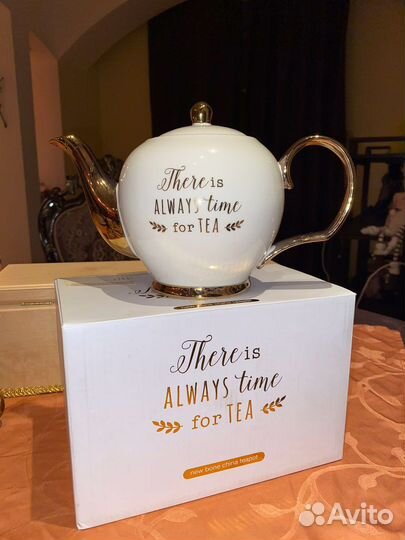 There is
ALWAYS time
for TEA
There is
ALWAYS time
for TEA
new bone china teapot
Avito